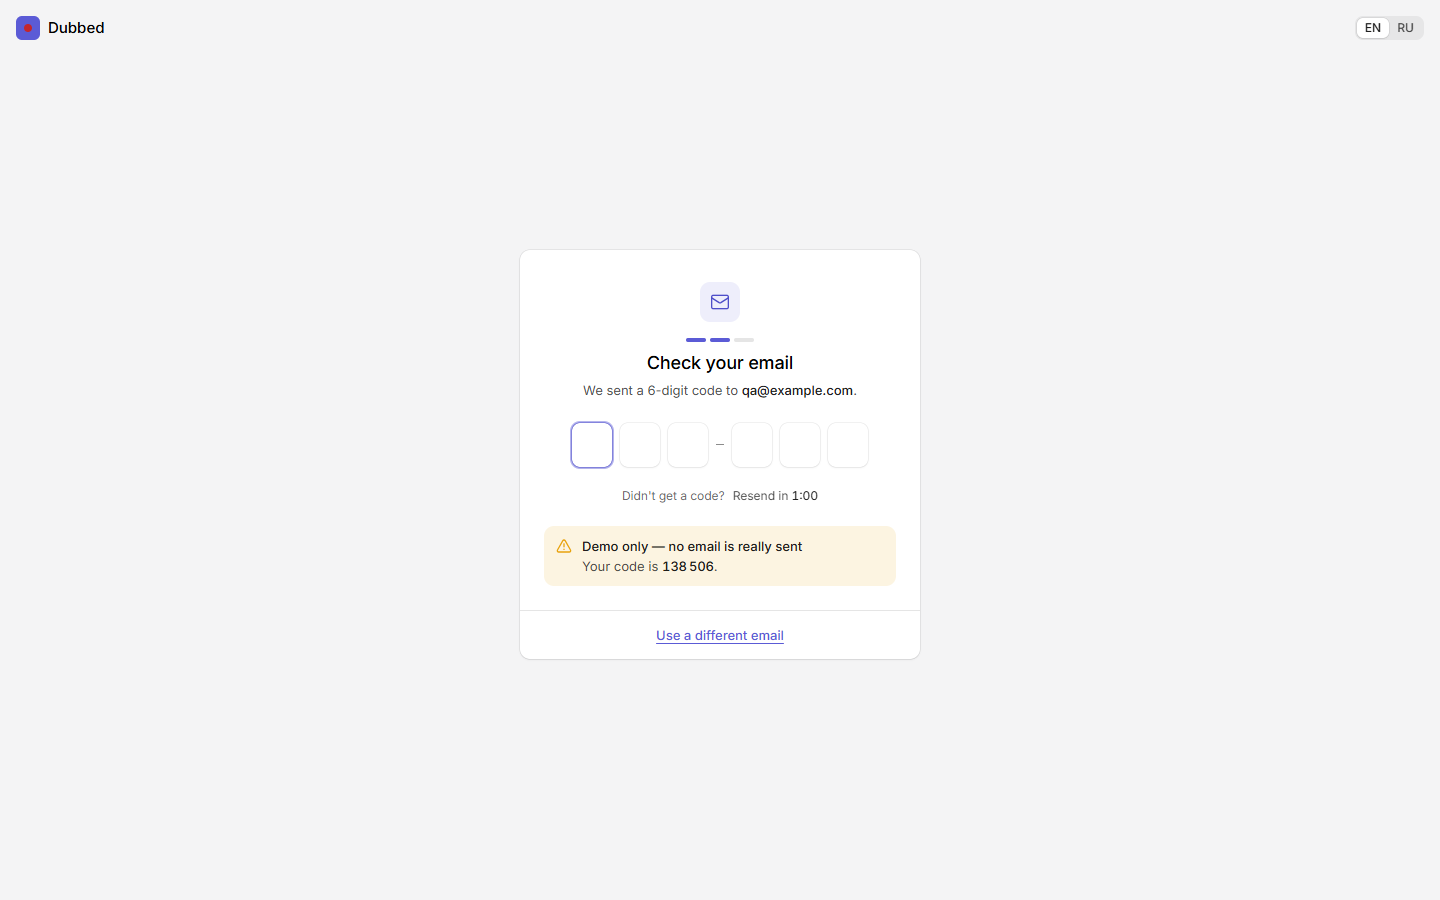 Dubbed
EN RU
Check your email
We sent a 6-digit code to qa@example.com.
–
Didn't get a code? Resend in 1:00
Demo only — no email is really sent
Your code is 138 506.
Use a different email